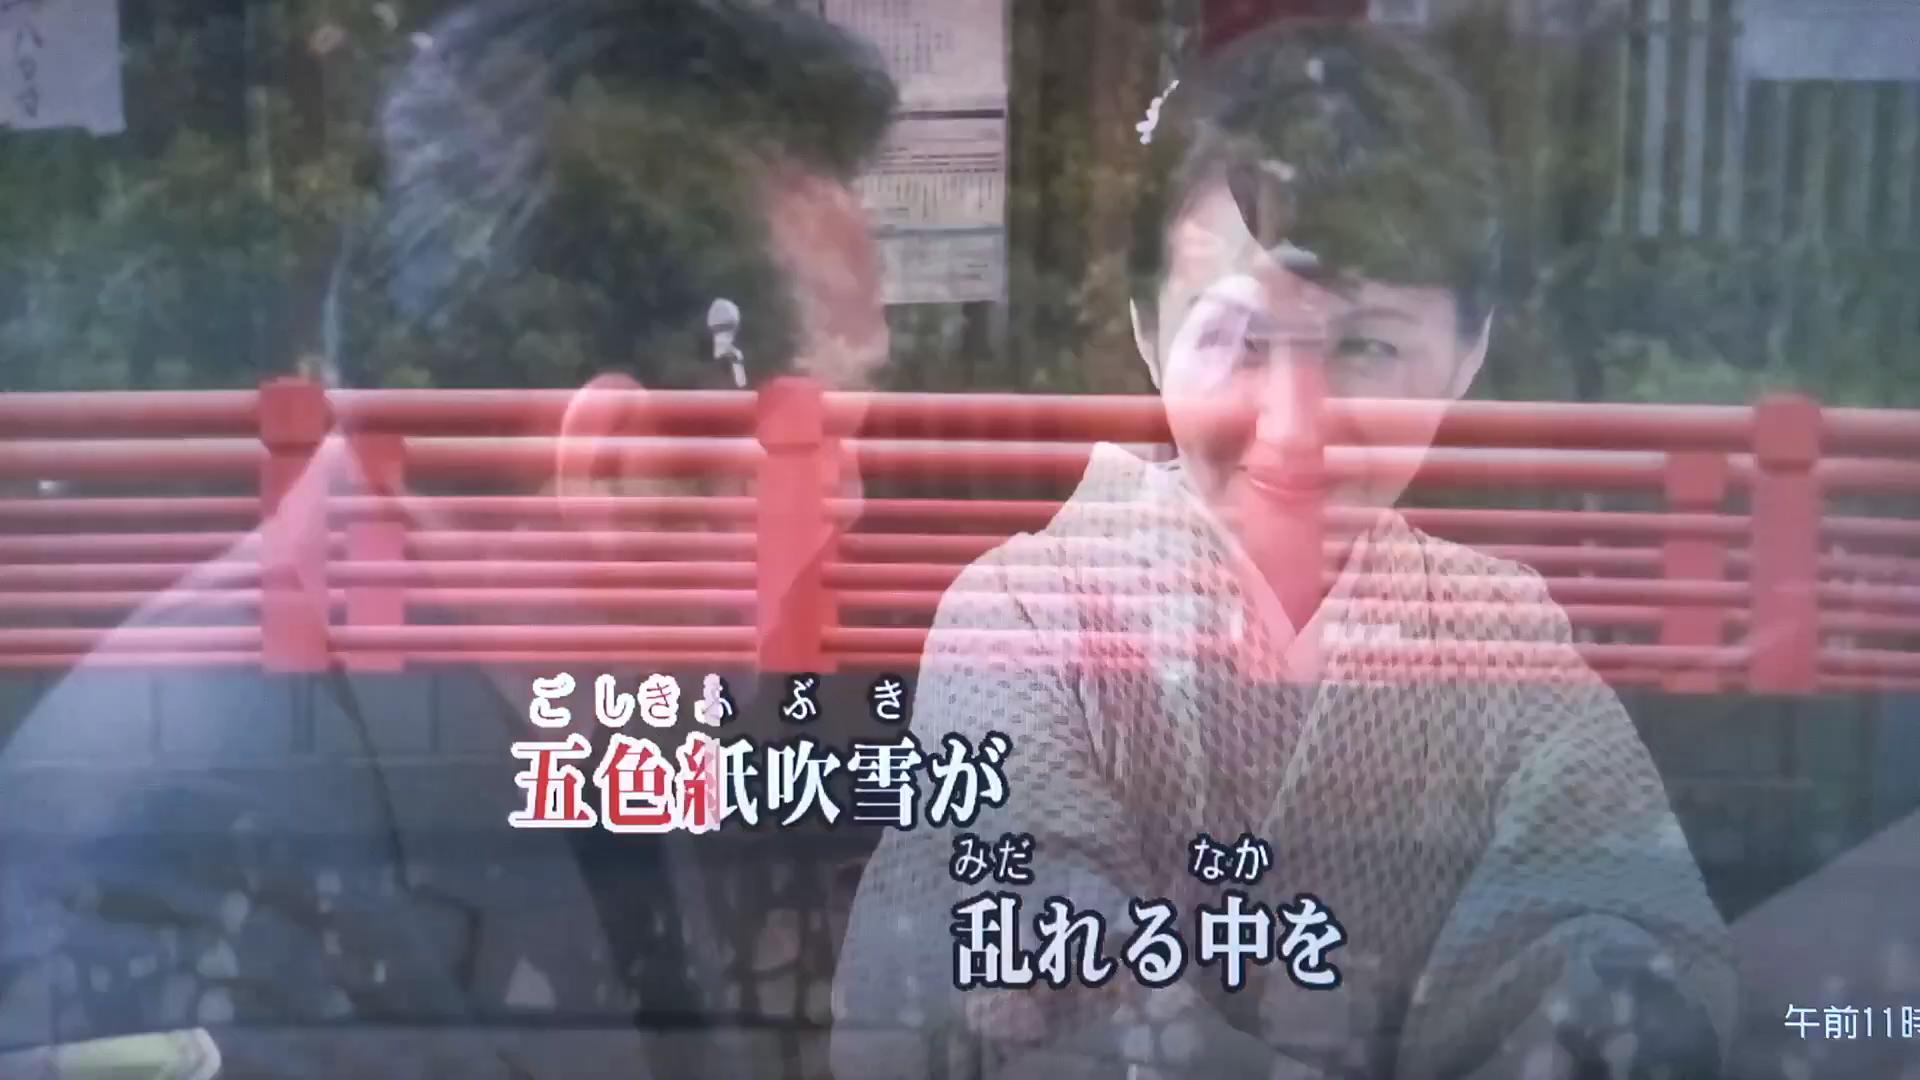 ごしきふぶき
五色紙吹雪が
みだ なか
乱れる中を
午前11時